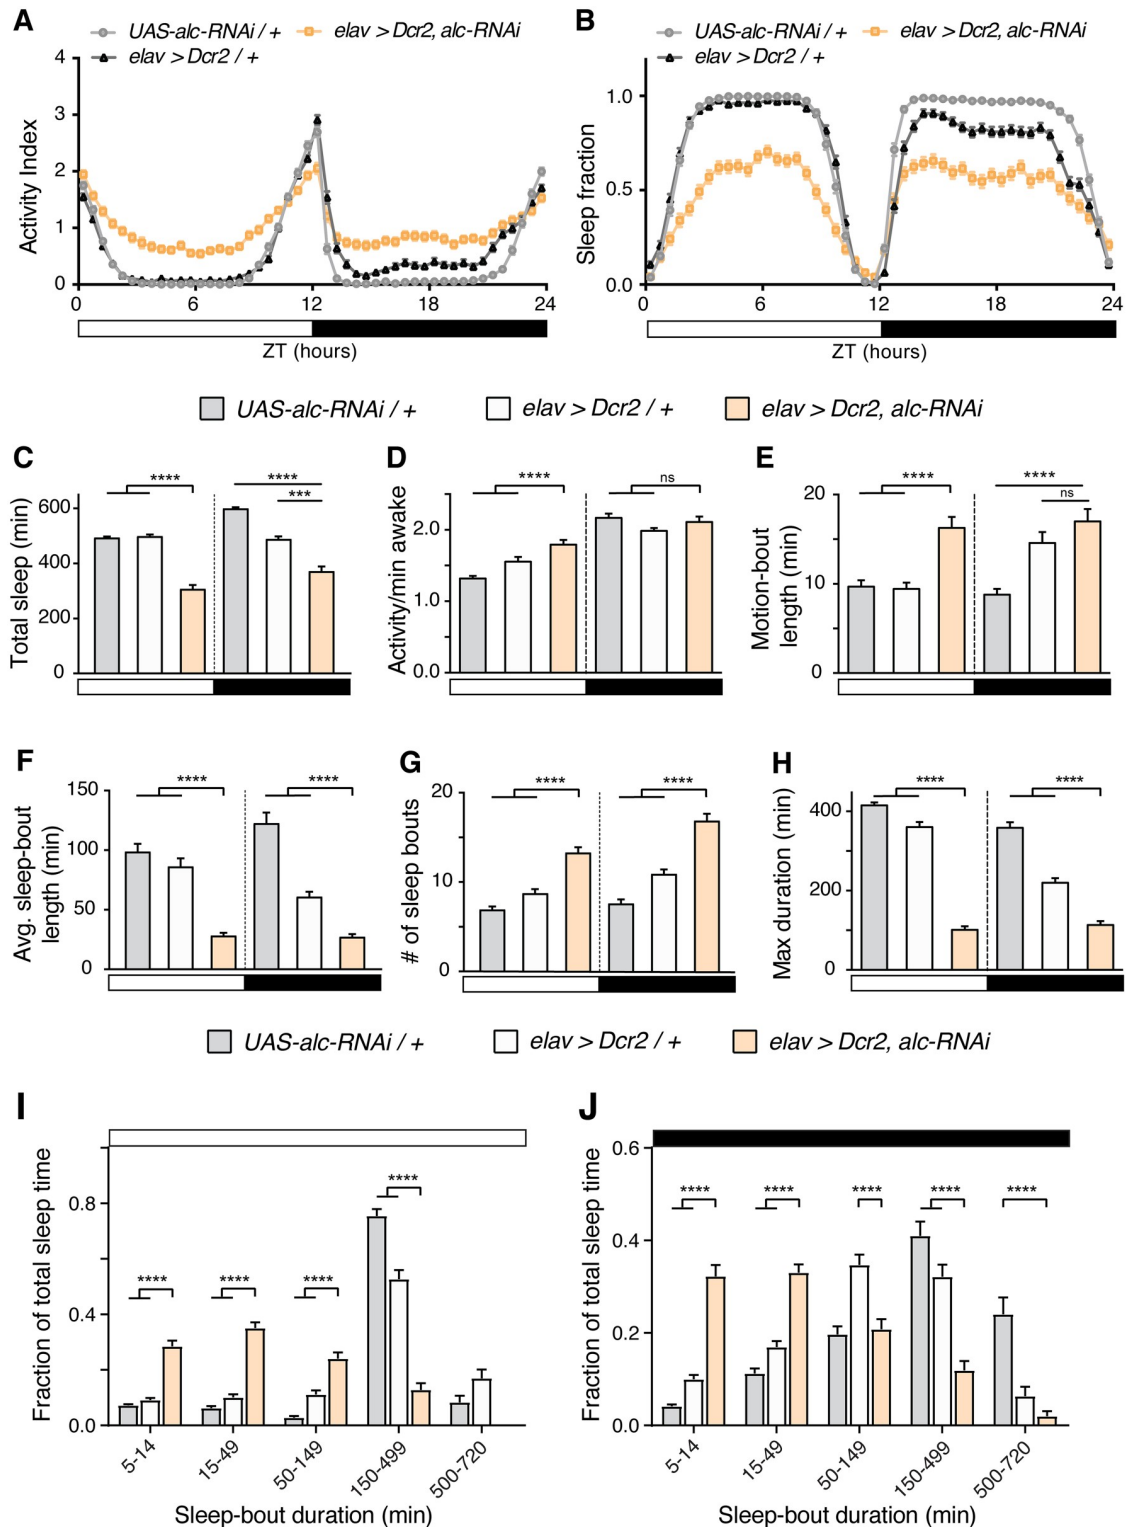 A
UAS-alc-RNAi / +
elav > Dcr2, alc-RNAi
elav > Dcr2 / +
Activity Index
4
3
2
1
0
0 6 12 18 24
ZT (hours)
B
UAS-alc-RNAi / +
elav > Dcr2, alc-RNAi
elav > Dcr2 / +
Sleep fraction
1.0
0.5
0.0
0 6 12 18 24
ZT (hours)
UAS-alc-RNAi / +
elav > Dcr2 / +
elav > Dcr2, alc-RNAi
C
Total sleep (min)
600
400
200
0
****
****
***
D
Activity/min awake
2.0
1.0
0.0
****
ns
E
Motion-bout
length (min)
20
10
0
****
****
ns
F
Avg. sleep-bout
length (min)
150
100
50
0
****
****
G
# of sleep bouts
20
10
0
****
****
H
Max duration (min)
400
200
0
****
****
UAS-alc-RNAi / +
elav > Dcr2 / +
elav > Dcr2, alc-RNAi
I
Fraction of total sleep time
0.8
0.4
0.0
****
****
****
****
5-14
15-49
50-149
150-499
500-720
Sleep-bout duration (min)
J
Fraction of total sleep time
0.6
0.4
0.2
0.0
****
****
****
****
****
5-14
15-49
50-149
150-499
500-720
Sleep-bout duration (min)